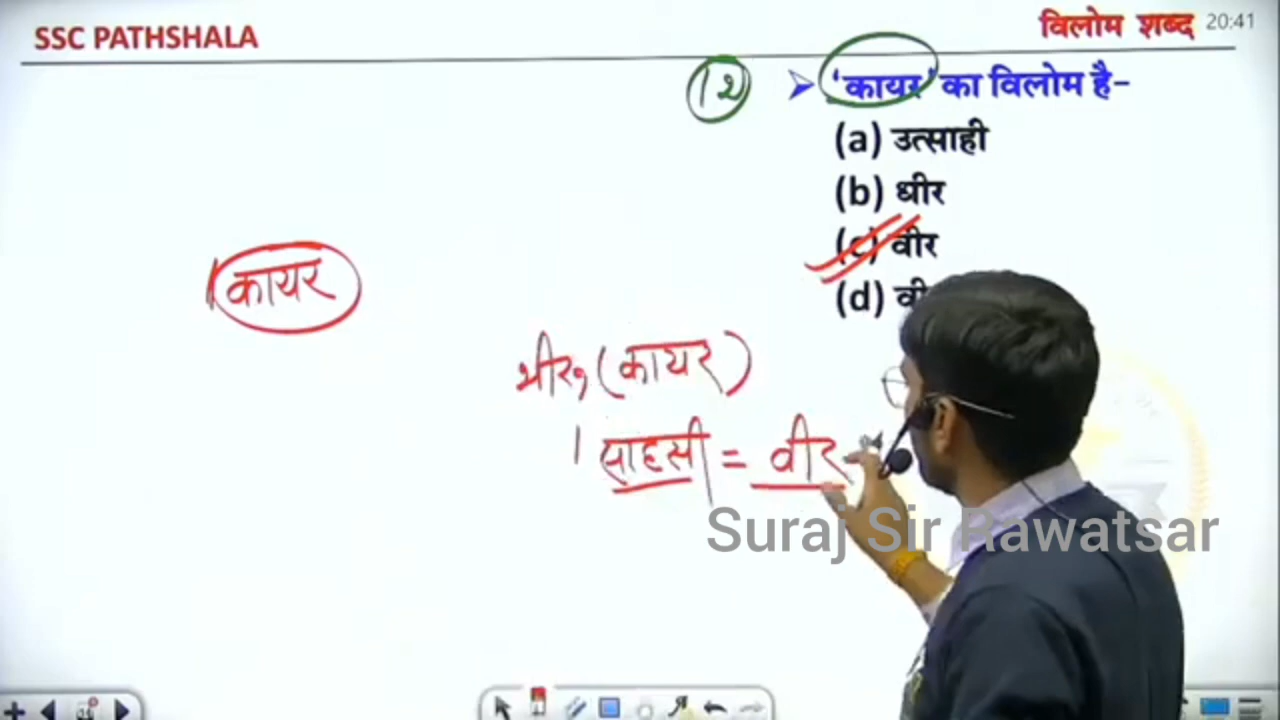 SSC PATHSHALA
विलोम शब्द 20:41
12 ➢ 'कायर' का विलोम है-
(a) उत्साही
(b) धीर
(c) वीर
(d)
कायर
भीरु (कायर)
साहसी = वीर
Suraj Sir Rawatsar